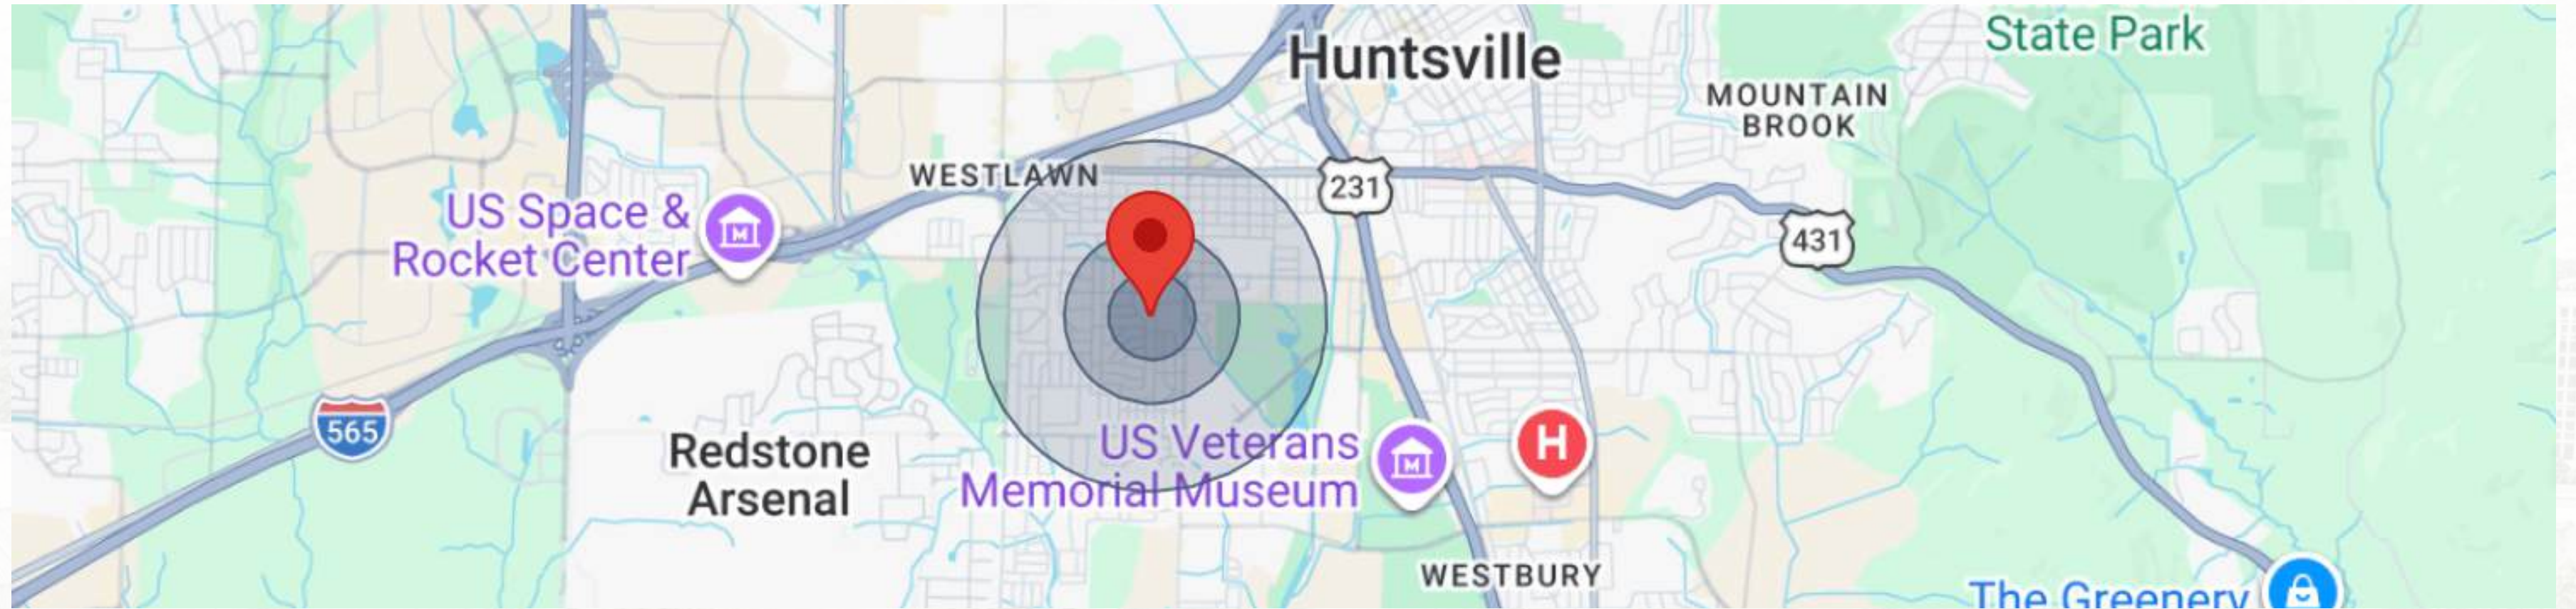 State Park
Huntsville
MOUNTAIN
BROOK
WESTLAWN
231
US Space &
Rocket Center
M
431
565
Redstone
Arsenal
US Veterans
Memorial Museum
M
H
WESTBURY
The Greenery